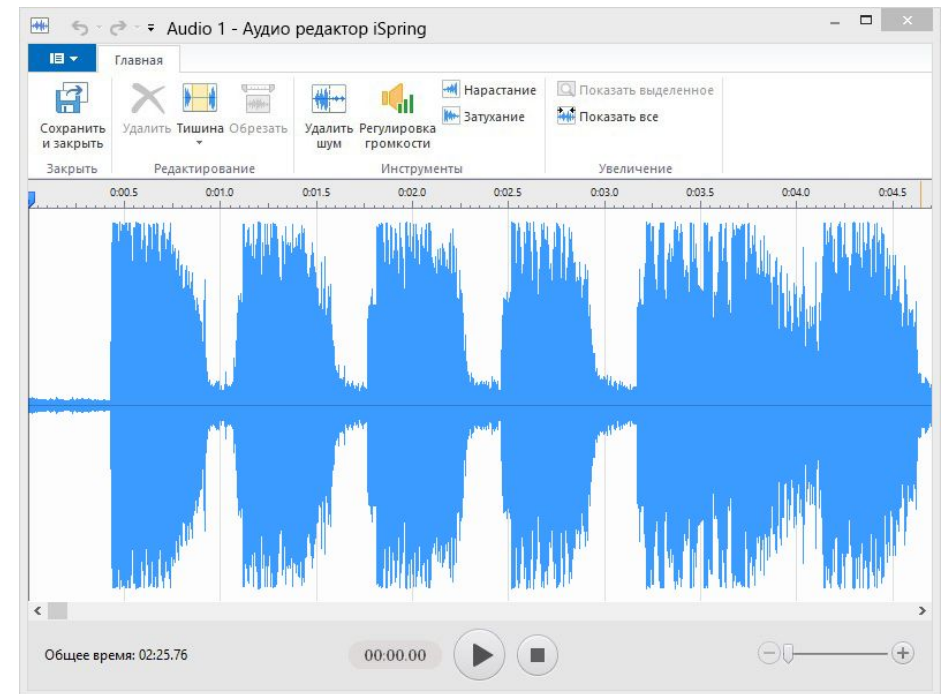 Audio 1 - Аудио редактор iSpring
Главная
Сохранить и закрыть
Удалить
Тишина
Обрезать
Удалить шум
Регулировка громкости
Нарастание
Затухание
Показать выделенное
Показать все
Закрыть
Редактирование
Инструменты
Увеличение
0:00.5 0:01.0 0:01.5 0:02.0 0:02.5 0:03.0 0:03.5 0:04.0 0:04.5
Общее время: 02:25.76
00:00.00